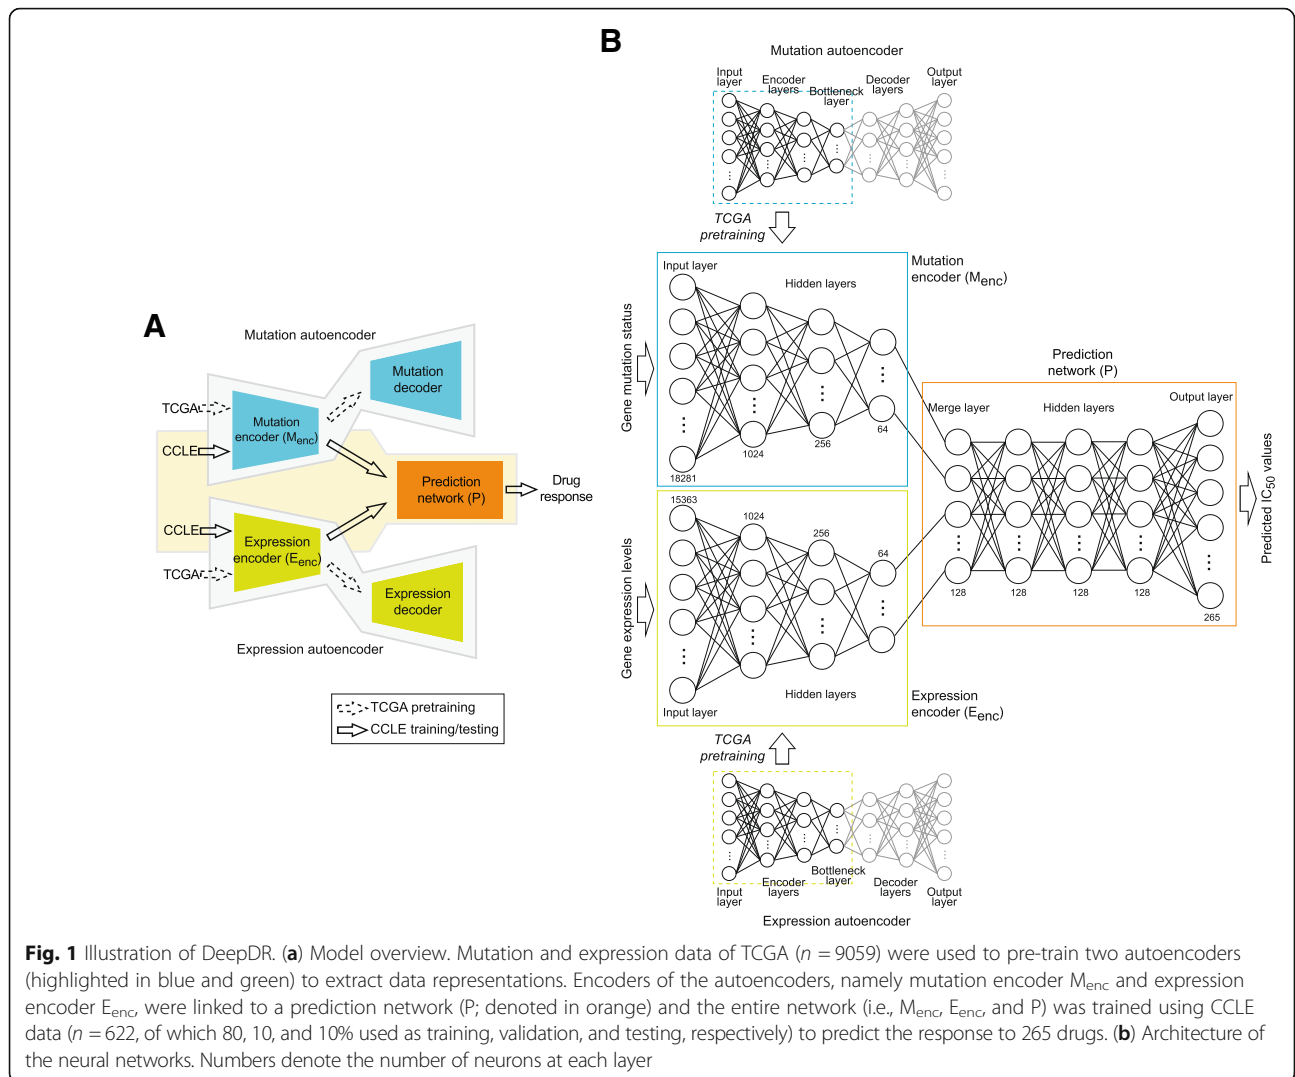 A
Mutation autoencoder
Mutation
decoder
TCGA
Mutation
encoder (Menc)
CCLE
Prediction
network (P)
Drug
response
CCLE
Expression
encoder (Eenc)
TCGA
Expression
decoder
Expression autoencoder
TCGA pretraining
CCLE training/testing
B
Mutation autoencoder
Input
layer
Encoder
layers
Bottleneck
layer
Decoder
layers
Output
layer
TCGA
pretraining
Mutation
encoder (Menc)
Input layer
Hidden layers
Gene mutation status
18281
1024
256
64
Prediction
network (P)
Merge layer
Hidden layers
Output layer
128
128
128
128
265
Predicted IC50 values
15363
1024
256
64
Gene expression levels
Input layer
Hidden layers
Expression
encoder (Eenc)
TCGA
pretraining
Input
layer
Encoder
layers
Bottleneck
layer
Decoder
layers
Output
layer
Expression autoencoder
Fig. 1 Illustration of DeepDR. (a) Model overview. Mutation and expression data of TCGA (n = 9059) were used to pre-train two autoencoders
(highlighted in blue and green) to extract data representations. Encoders of the autoencoders, namely mutation encoder Menc and expression
encoder Eenc, were linked to a prediction network (P; denoted in orange) and the entire network (i.e., Menc, Eenc, and P) was trained using CCLE
data (n = 622, of which 80, 10, and 10% used as training, validation, and testing, respectively) to predict the response to 265 drugs. (b) Architecture of
the neural networks. Numbers denote the number of neurons at each layer